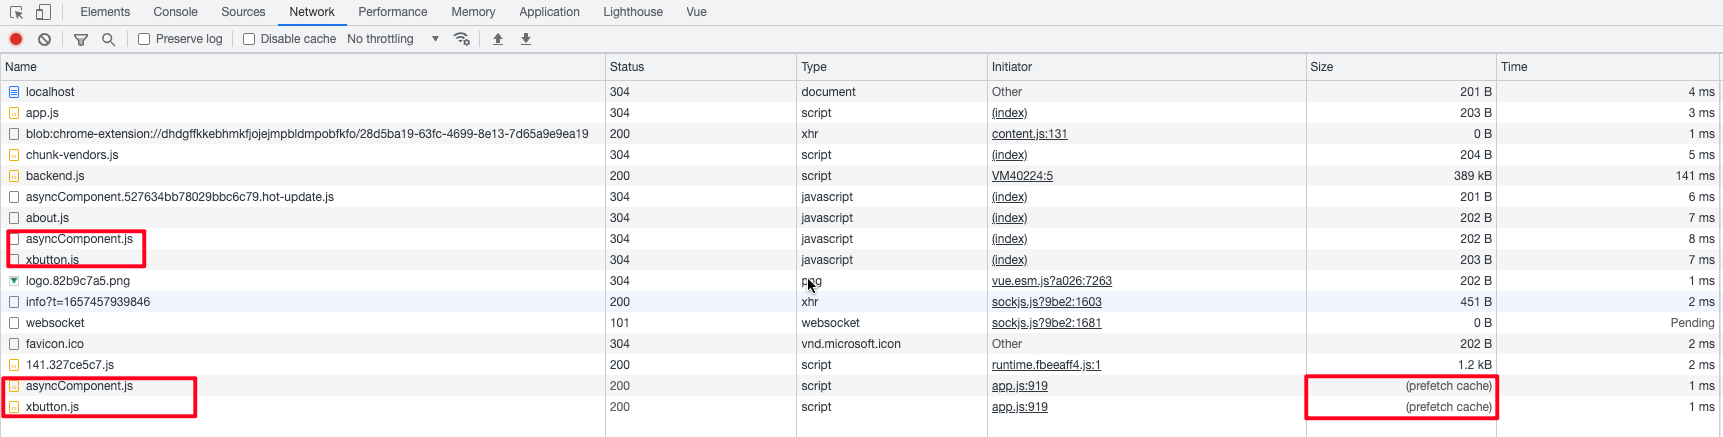 Elements Console Sources Network Performance Memory Application Lighthouse Vue
Preserve log Disable cache No throttling
Name Status Type Initiator Size Time
localhost 304 document Other 201 B 4 ms
app.js 304 script (index) 203 B 3 ms
blob:chrome-extension://dhdgffkkebhmkfjojejmpbldmpobfkfo/28d5ba19-63fc-4699-8e13-7d65a9e9ea19 200 xhr content.js:131 0 B 1 ms
chunk-vendors.js 304 script (index) 204 B 5 ms
backend.js 200 script VM40224:5 389 kB 141 ms
asyncComponent.527634bb78029bbc6c79.hot-update.js 304 javascript (index) 201 B 6 ms
about.js 304 javascript (index) 202 B 7 ms
asyncComponent.js 304 javascript (index) 202 B 8 ms
xbutton.js 304 javascript (index) 203 B 7 ms
logo.82b9c7a5.png 304 png vue.esm.js?a026:7263 202 B 1 ms
info?t=1657457939846 200 xhr sockjs.js?9be2:1603 451 B 2 ms
websocket 101 websocket sockjs.js?9be2:1681 0 B Pending
favicon.ico 304 vnd.microsoft.icon Other 202 B 2 ms
141.327ce5c7.js 200 script runtime.fbeeaff4.js:1 1.2 kB 2 ms
asyncComponent.js 200 script app.js:919 (prefetch cache) 1 ms
xbutton.js 200 script app.js:919 (prefetch cache) 1 ms